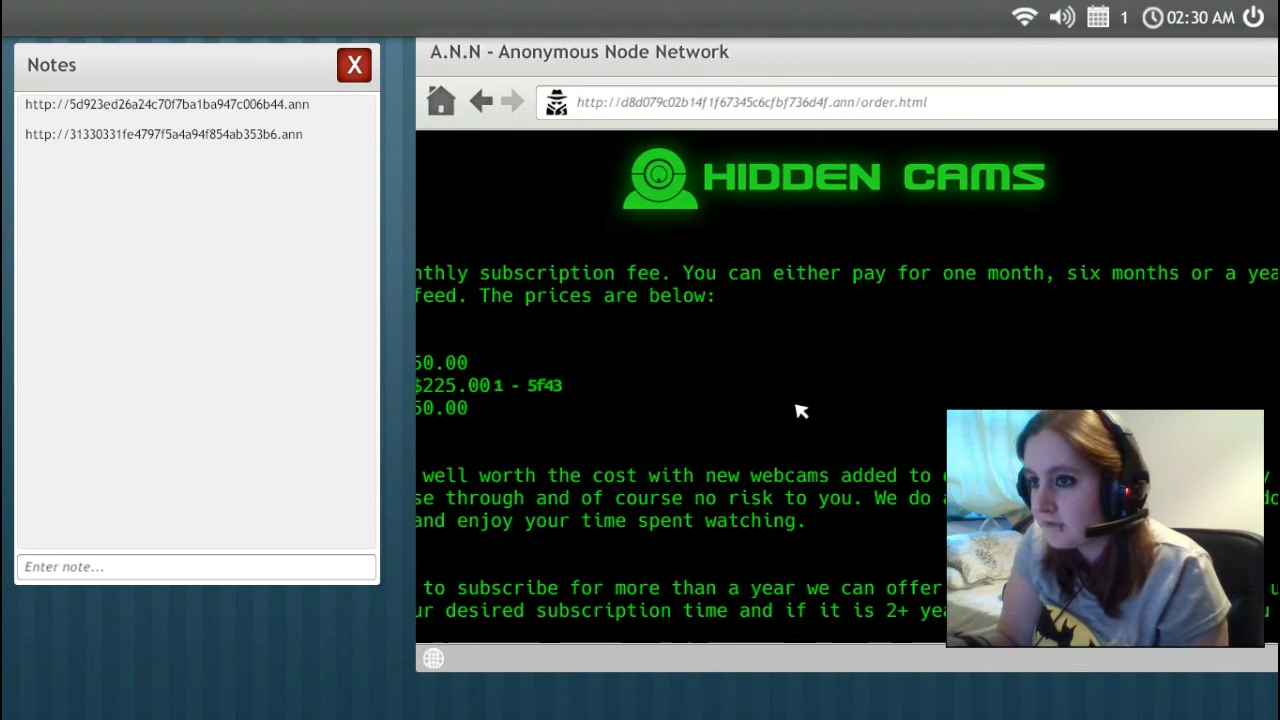 1 02:30 AM
Notes
X
http://5d923ed26a24c70f7ba1ba947c006b44.ann
http://31330331fe4797f5a4a94f854ab353b6.ann
Enter note...
A.N.N - Anonymous Node Network
http://d8d079c02b14f1f67345c6cfbf736d4f.ann/order.html
HIDDEN CAMS
nthly subscription fee. You can either pay for one month, six months or a yea
feed. The prices are below:
50.00
$225.00 1 - 5f43
50.00
well worth the cost with new webcams added to
se through and of course no risk to you. We do
and enjoy your time spent watching.
to subscribe for more than a year we can offer
ur desired subscription time and if it is 2+ yea